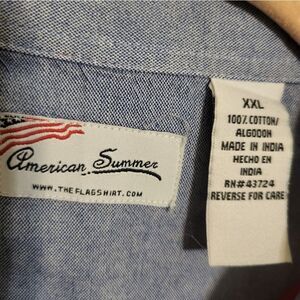 American Summer
WWW.THEFLAGSHIRT.COM
XXL
100% COTTON/
ALGODON
MADE IN INDIA
HECHO EN
INDIA
RN#43724
REVERSE FOR CARE